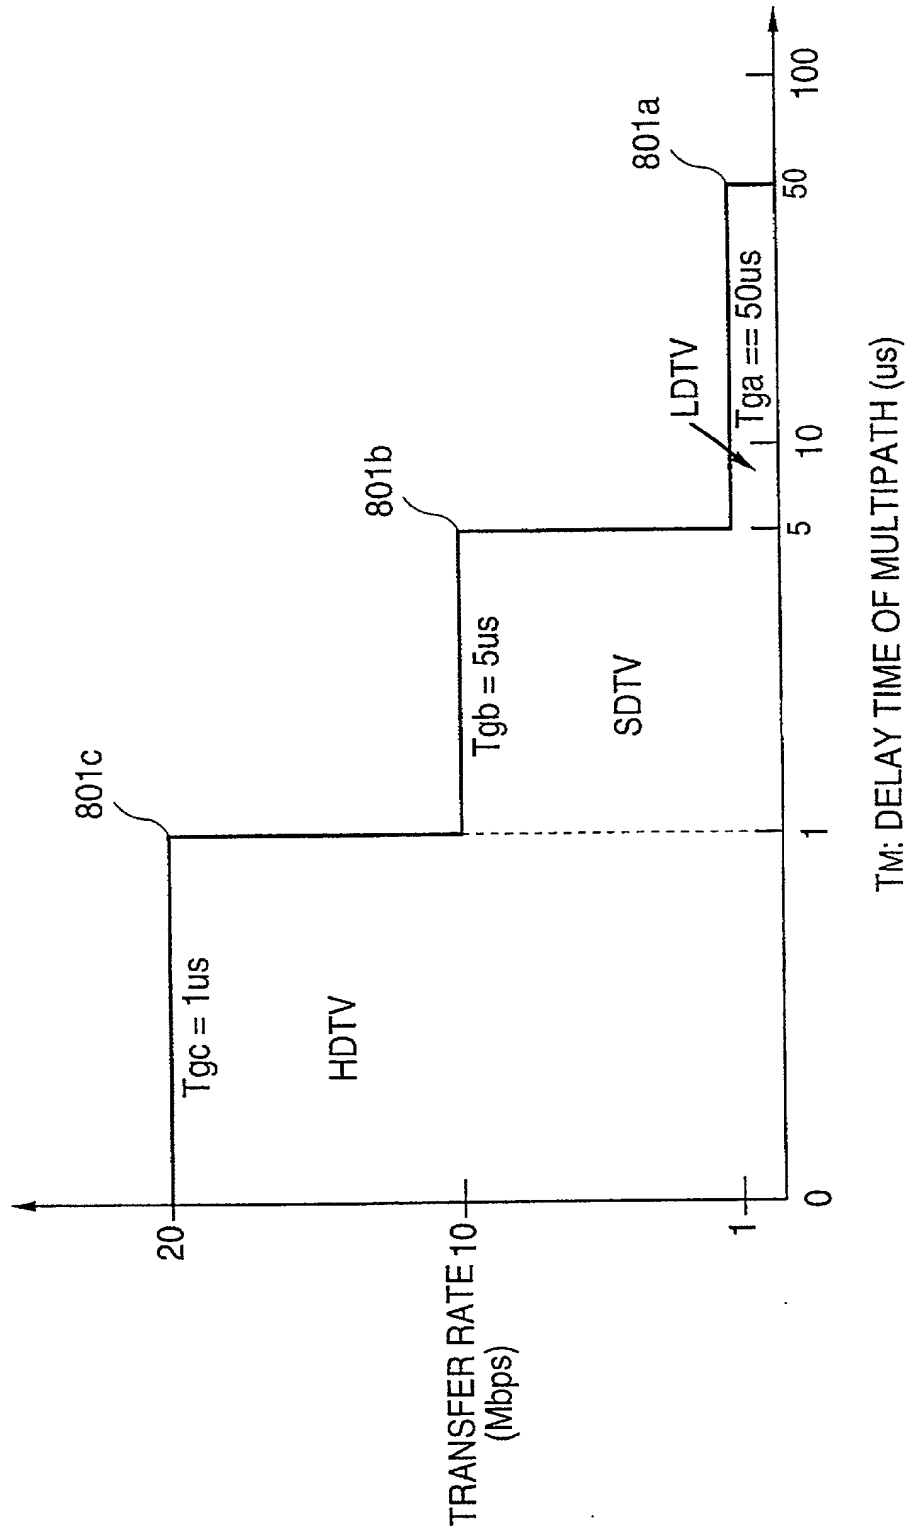 801c
801b
801a
20
Tgc = 1us
HDTV
TRANSFER RATE
(Mbps)
10
Tgb = 5us
SDTV
LDTV
1
Tga == 50us
0
1
5
10
50
100
TM: DELAY TIME OF MULTIPATH (us)